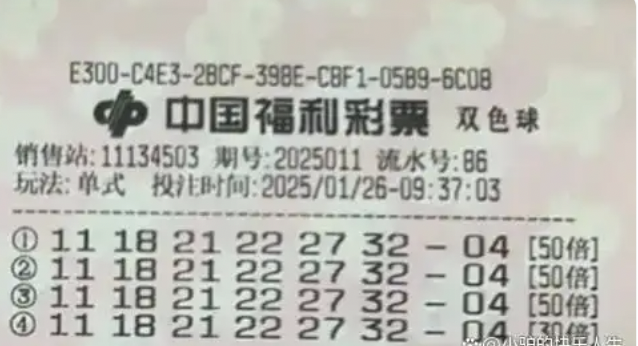 E300-C4E3-2BCF-398E-C8F1-05B9-6C08
中国福利彩票 双色球
销售站:11134503 期号:2025011 流水号:86
玩法:单式 投注时间:2025/01/26-09:37:03
① 11 18 21 22 27 32 - 04 [50倍]
② 11 18 21 22 27 32 - 04 [50倍]
③ 11 18 21 22 27 32 - 04 [50倍]
④ 11 18 21 22 27 32 - 04 [30倍]
@小驴的快乐人生